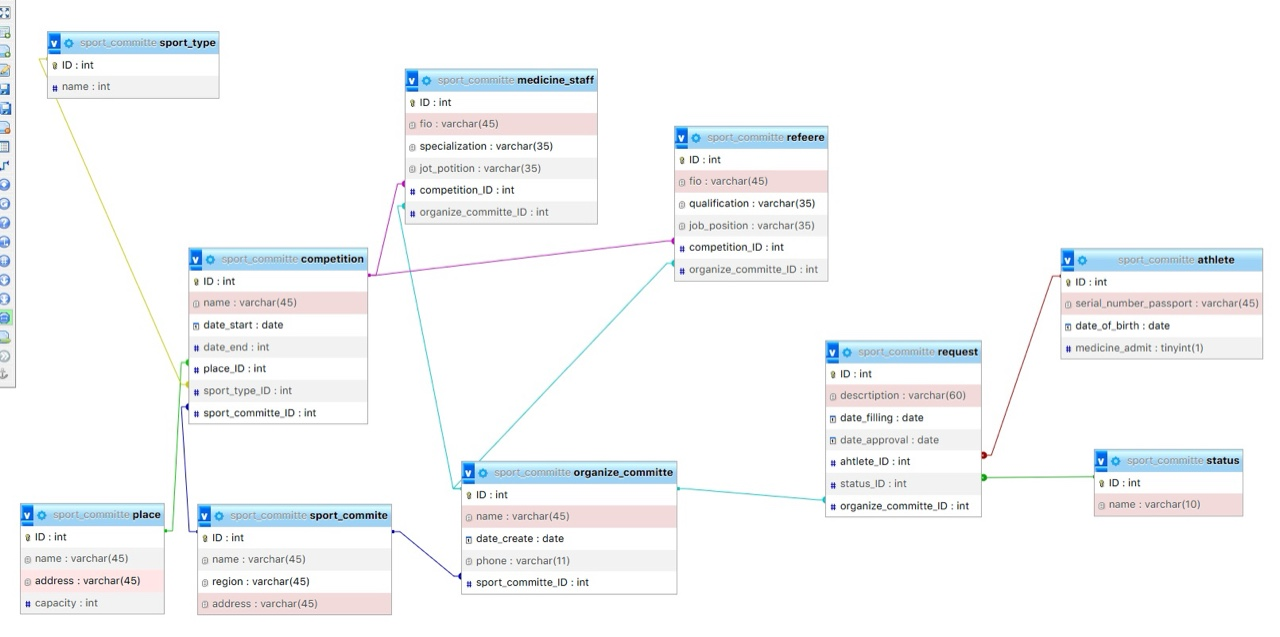 sport_committe sport_type
ID : int
name : int
sport_committe medicine_staff
ID : int
fio : varchar(45)
specialization : varchar(35)
jot_potition : varchar(35)
competition_ID : int
organize_committe_ID : int
sport_committe refeere
ID : int
fio : varchar(45)
qualification : varchar(35)
job_position : varchar(35)
competition_ID : int
organize_committe_ID : int
sport_committe competition
ID : int
name : varchar(45)
date_start : date
date_end : int
place_ID : int
sport_type_ID : int
sport_committe_ID : int
sport_committe athlete
ID : int
serial_number_passport : varchar(45)
date_of_birth : date
medicine_admit : tinyint(1)
sport_committe request
ID : int
descrtiption : varchar(60)
date_filling : date
date_approval : date
ahtlete_ID : int
status_ID : int
organize_committe_ID : int
sport_committe organize_committe
ID : int
name : varchar(45)
date_create : date
phone : varchar(11)
sport_committe_ID : int
sport_committe status
ID : int
name : varchar(10)
sport_committe place
ID : int
name : varchar(45)
address : varchar(45)
capacity : int
sport_committe sport_commite
ID : int
name : varchar(45)
region : varchar(45)
address : varchar(45)